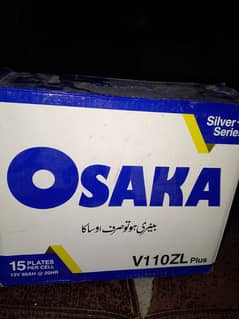 Silver
Series
OSAKA
بیٹری ہو تو صرف اوساکا
15 PLATES
PER CELL
V110ZL Plus